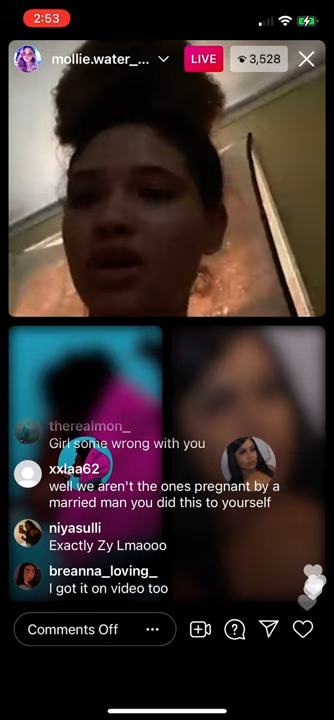 2:53
mollie.water_...
LIVE
3,528
therealmon_
Girl some wrong with you
xxlaa62
well we aren't the ones pregnant by a
married man you did this to yourself
niyasulli
Exactly Zy Lmaooo
breanna_loving_
I got it on video too
Comments Off